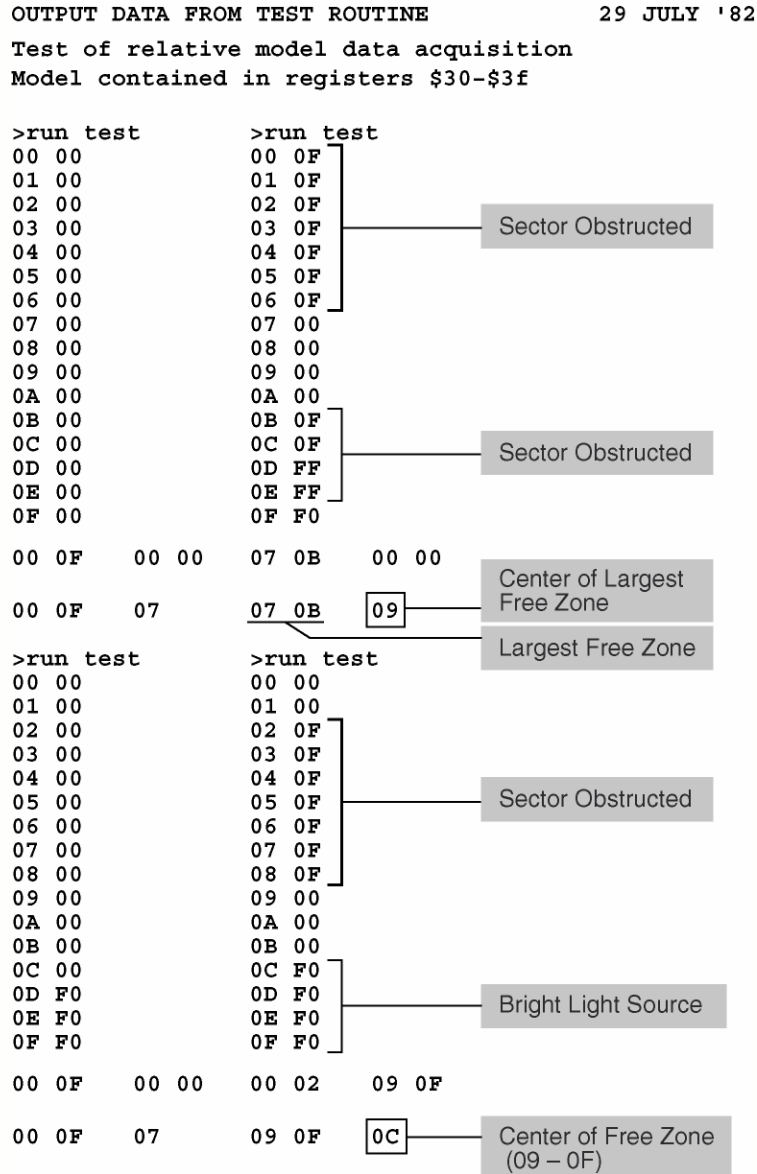 OUTPUT DATA FROM TEST ROUTINE 29 JULY '82
Test of relative model data acquisition
Model contained in registers $30-$3f
>run test >run test
00 00 00 0F
01 00 01 0F
02 00 02 0F
03 00 03 0F Sector Obstructed
04 00 04 0F
05 00 05 0F
06 00 06 0F
07 00 07 00
08 00 08 00
09 00 09 00
0A 00 0A 00
0B 00 0B 0F
0C 00 0C 0F Sector Obstructed
0D 00 0D FF
0E 00 0E FF
0F 00 0F F0
00 0F 00 00 07 0B 00 00
Center of Largest
Free Zone
00 0F 07 07 0B 09
Largest Free Zone
>run test >run test
00 00 00 00
01 00 01 00
02 00 02 0F
03 00 03 0F
04 00 04 0F
05 00 05 0F Sector Obstructed
06 00 06 0F
07 00 07 0F
08 00 08 0F
09 00 09 00
0A 00 0A 00
0B 00 0B 00
0C 00 0C F0
0D F0 0D F0 Bright Light Source
0E F0 0E F0
0F F0 0F F0
00 0F 00 00 00 02 09 0F
00 0F 07 09 0F 0C Center of Free Zone
(09 – 0F)